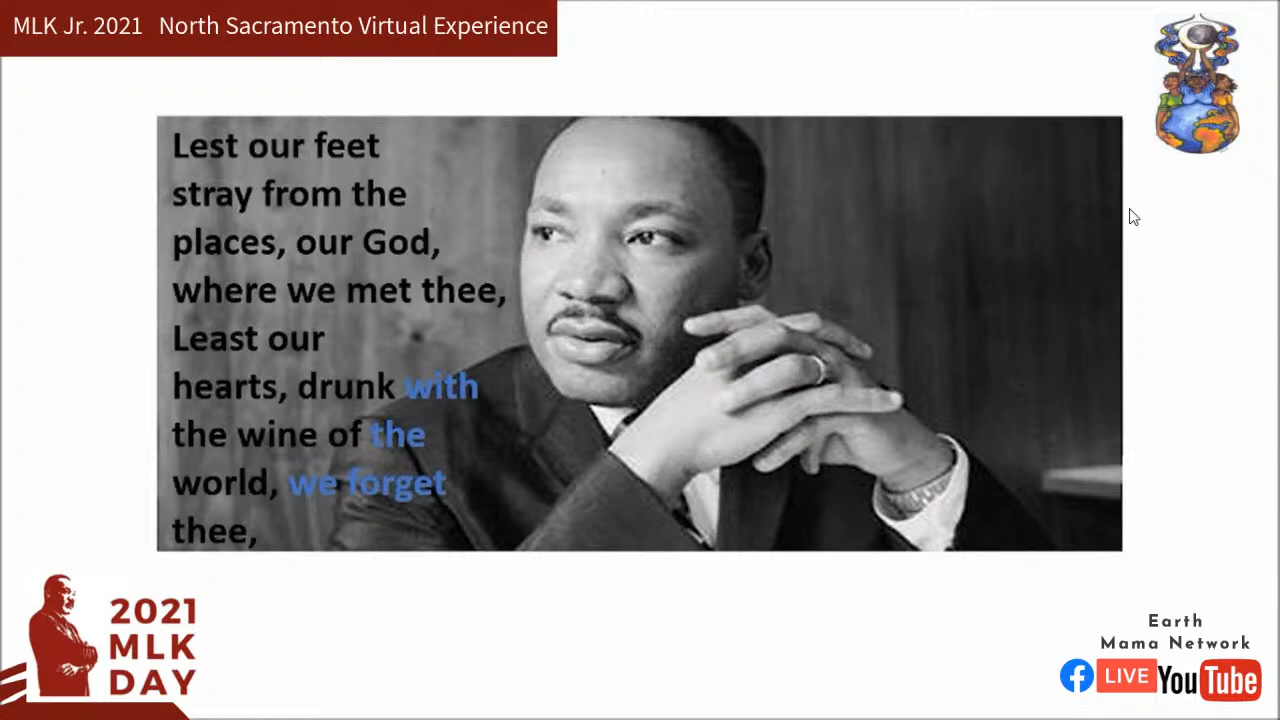 MLK Jr. 2021 North Sacramento Virtual Experience
Lest our feet
stray from the
places, our God,
where we met thee,
Least our
hearts, drunk with
the wine of the
world, we forget
thee,
2021
MLK
DAY
Earth
Mama Network
LIVE YouTube